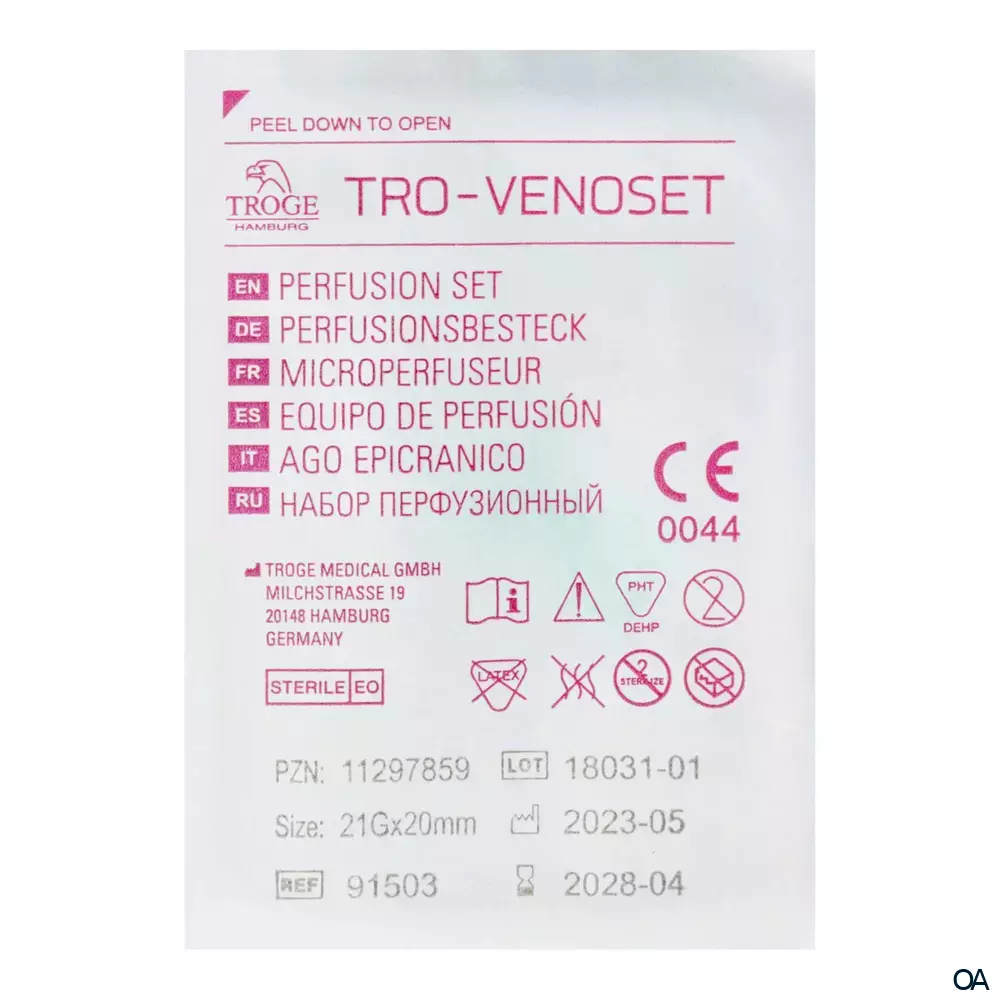 PEEL DOWN TO OPEN
TROGE
HAMBURG
TRO-VENOSET
EN PERFUSION SET
DE PERFUSIONSBESTECK
FR MICROPERFUSEUR
ES EQUIPO DE PERFUSIÓN
IT AGO EPICRANICO
RU НАБОР ПЕРФУЗИОННЫЙ
CE
0044
TROGE MEDICAL GMBH
MILCHSTRASSE 19
20148 HAMBURG
GERMANY
i ! PHT 2
DEHP
LATEX 2
STERILIZE
STERILE EO
PZN: 11297859 LOT 18031-01
Size: 21Gx20mm 2023-05
REF 91503 2028-04
OA